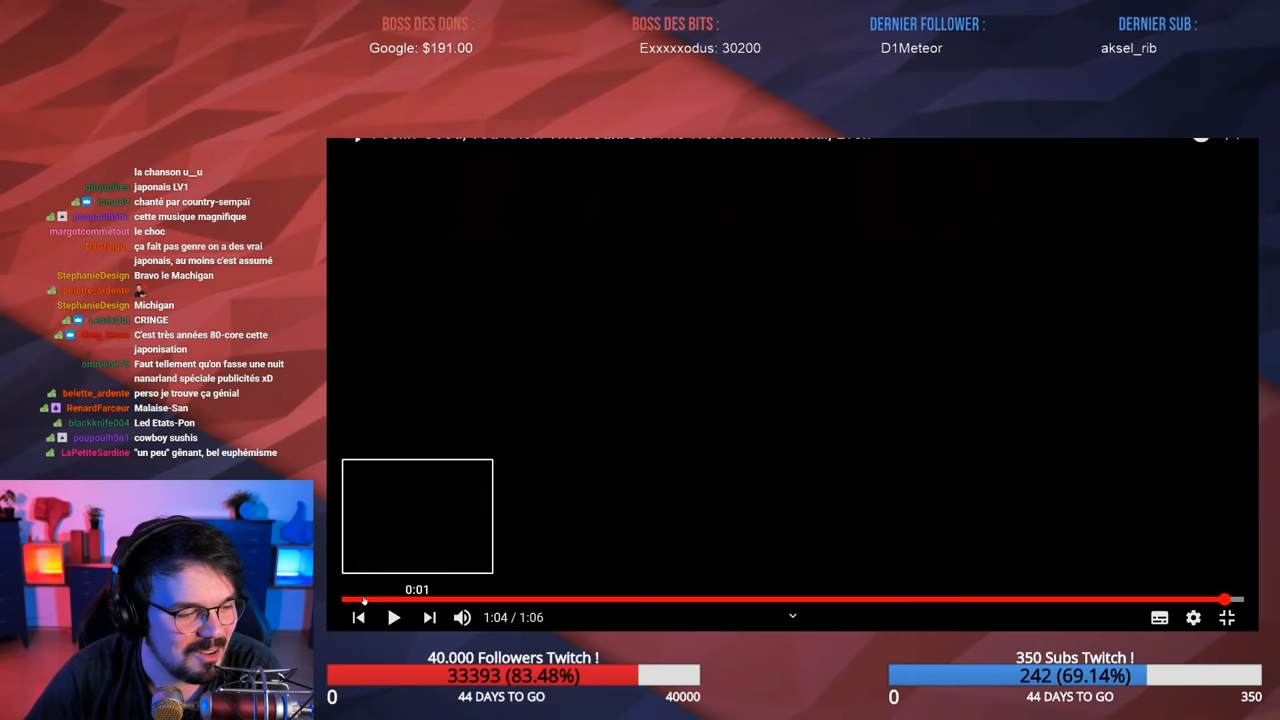 BOSS DES DONS :
BOSS DES BITS :
DERNIER FOLLOWER :
DERNIER SUB :
Google: $191.00
Exxxxxodus: 30200
D1Meteor
aksel_rib
la chanson u__u
japonais LV1
chanté par country-sempaï
poupoulh5n1 cette musique magnifique
margotcommetout le choc
ça fait pas genre on a des vrai
japonais, au moins c'est assumé
StephanieDesign Bravo le Machigan
belette_ardente
StephanieDesign Michigan
CRINGE
C'est très années 80-core cette
japonisation
Faut tellement qu'on fasse une nuit
nanarland spéciale publicités xD
belette_ardente perso je trouve ça génial
RenardFarceur Malaise-San
blackknife004 Led Etats-Pon
poupoulh5n1 cowboy sushis
LaPetiteSardine "un peu" gênant, bel euphémisme
0:01
1:04 / 1:06
40.000 Followers Twitch !
33393 (83.48%)
0
44 DAYS TO GO
40000
350 Subs Twitch !
242 (69.14%)
0
44 DAYS TO GO
350